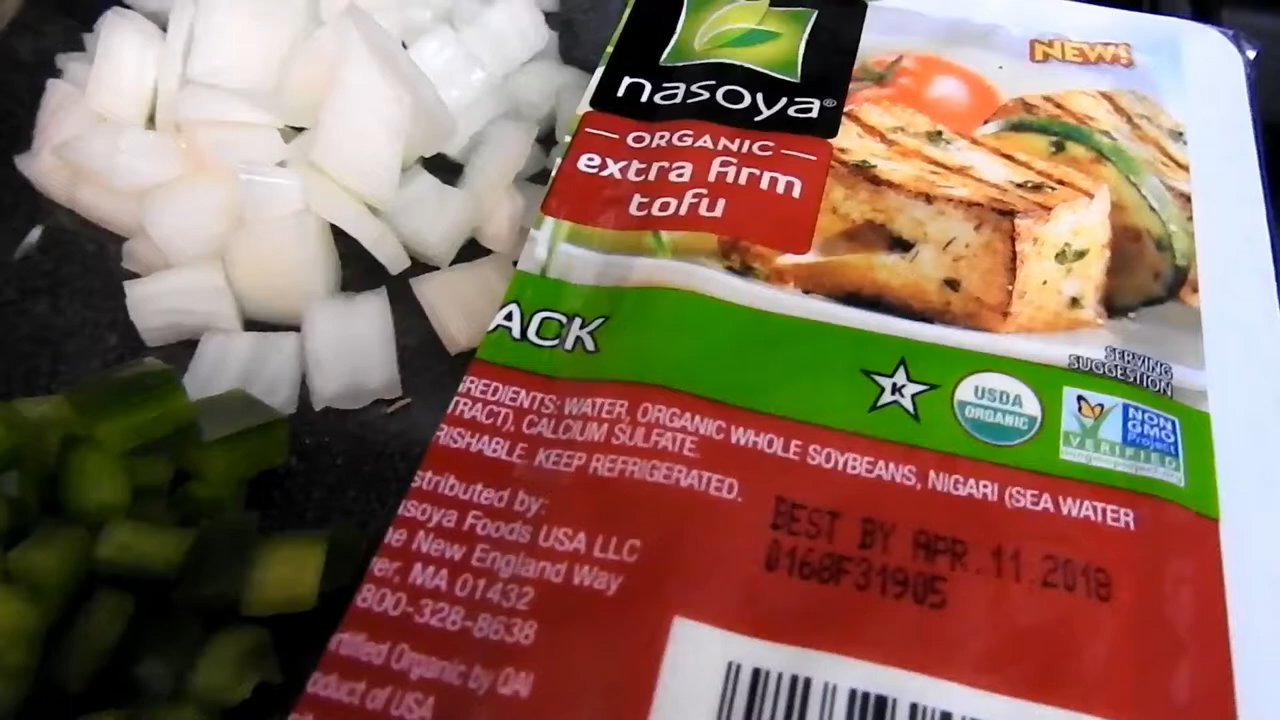 NEW!
nasoya®
ORGANIC
extra firm
tofu
ACK
SERVING
SUGGESTION
K
USDA
ORGANIC
NON
GMO
Project
VERIFIED
nongmoproject.org
REDIENTS: WATER, ORGANIC WHOLE SOYBEANS, NIGARI (SEA WATER
TRACT), CALCIUM SULFATE.
RISHABLE. KEEP REFRIGERATED.
stributed by:
asoya Foods USA LLC
ne New England Way
er, MA 01432
800-328-8638
rtified Organic by QAI
oduct of USA
BEST BY APR.11.2018
0160F31905